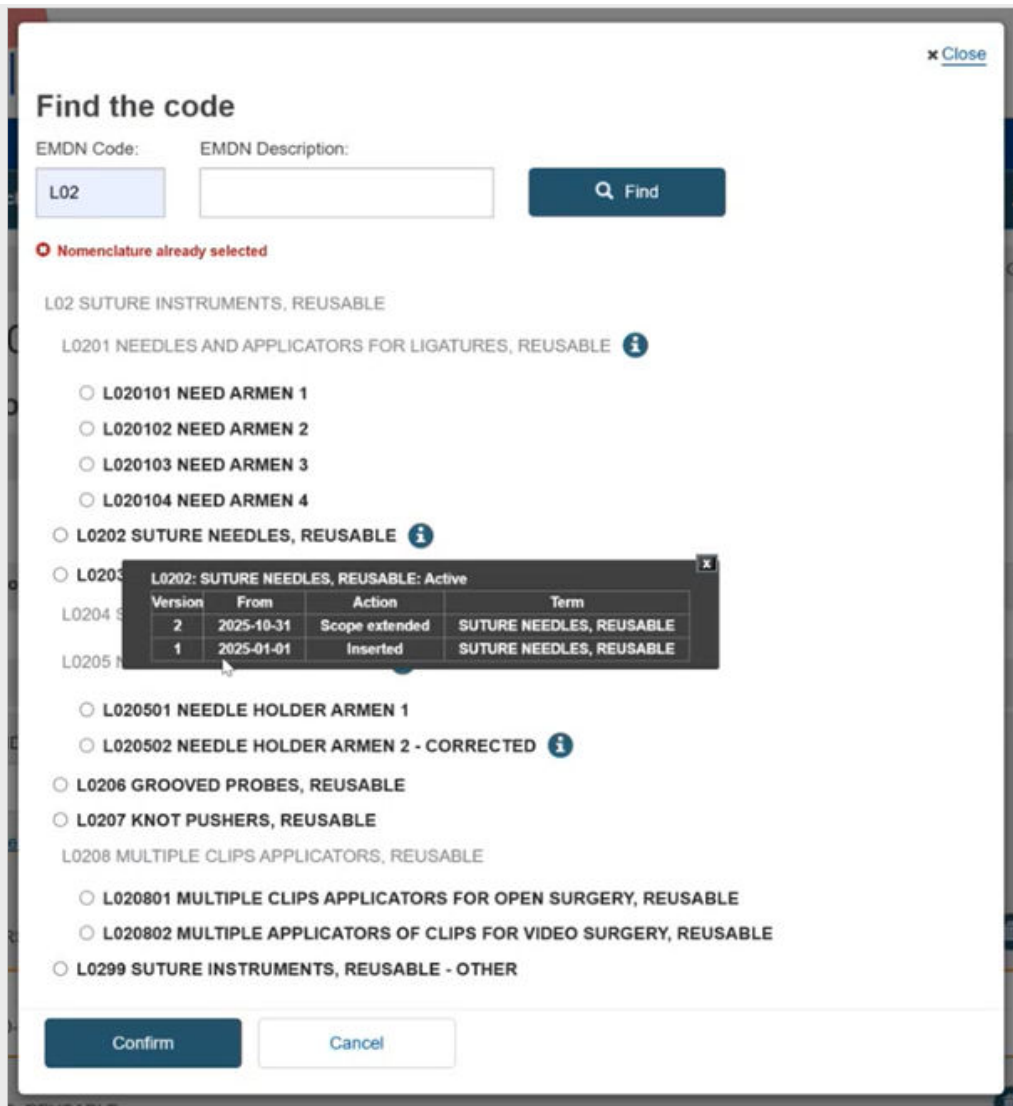 × Close
Find the code
EMDN Code: EMDN Description:
L02 Find
Nomenclature already selected
L02 SUTURE INSTRUMENTS, REUSABLE
L0201 NEEDLES AND APPLICATORS FOR LIGATURES, REUSABLE
L020101 NEED ARMEN 1
L020102 NEED ARMEN 2
L020103 NEED ARMEN 3
L020104 NEED ARMEN 4
L0202 SUTURE NEEDLES, REUSABLE
L0203
L0202: SUTURE NEEDLES, REUSABLE: Active x
Version From Action Term
2 2025-10-31 Scope extended SUTURE NEEDLES, REUSABLE
1 2025-01-01 Inserted SUTURE NEEDLES, REUSABLE
L0204 S
L0205 N
L020501 NEEDLE HOLDER ARMEN 1
L020502 NEEDLE HOLDER ARMEN 2 - CORRECTED
L0206 GROOVED PROBES, REUSABLE
L0207 KNOT PUSHERS, REUSABLE
L0208 MULTIPLE CLIPS APPLICATORS, REUSABLE
L020801 MULTIPLE CLIPS APPLICATORS FOR OPEN SURGERY, REUSABLE
L020802 MULTIPLE APPLICATORS OF CLIPS FOR VIDEO SURGERY, REUSABLE
L0299 SUTURE INSTRUMENTS, REUSABLE - OTHER
Confirm Cancel